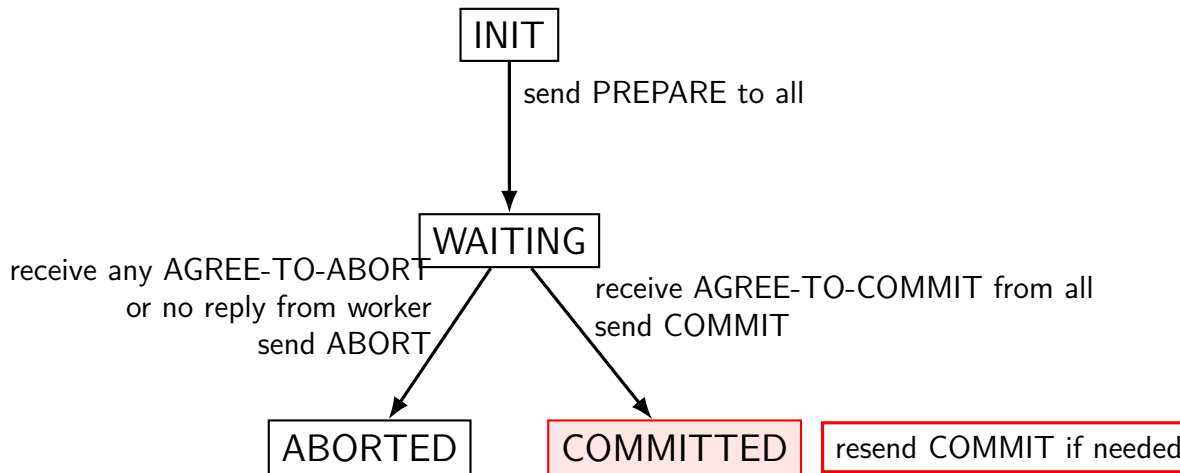 INIT
send PREPARE to all
WAITING
receive any AGREE-TO-ABORT
or no reply from worker
send ABORT
receive AGREE-TO-COMMIT from all
send COMMIT
ABORTED
COMMITTED
resend COMMIT if needed